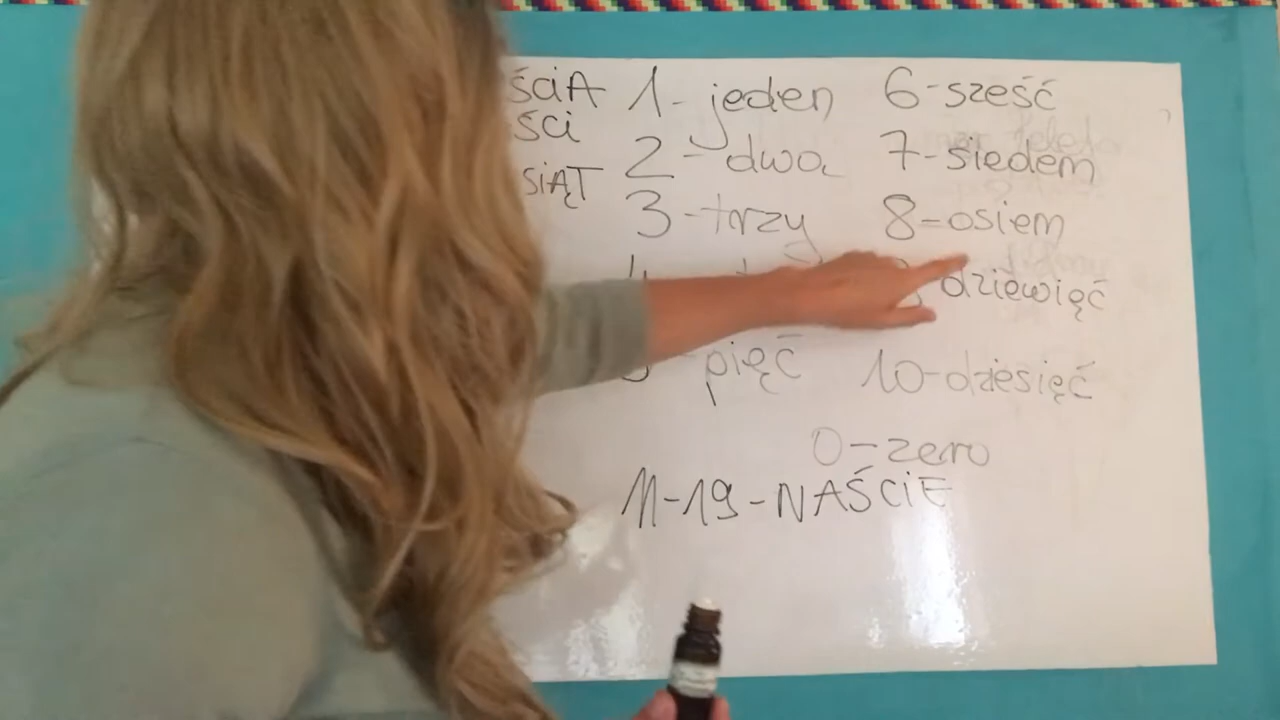 ściA
ści
SiĄT
1- jeden
2 - dwa
3 -trzy
pięć
6-sześć
7-siedem
8-osiem
dziewięć
10-dziesięć
0-zero
11-19-NAŚCiE